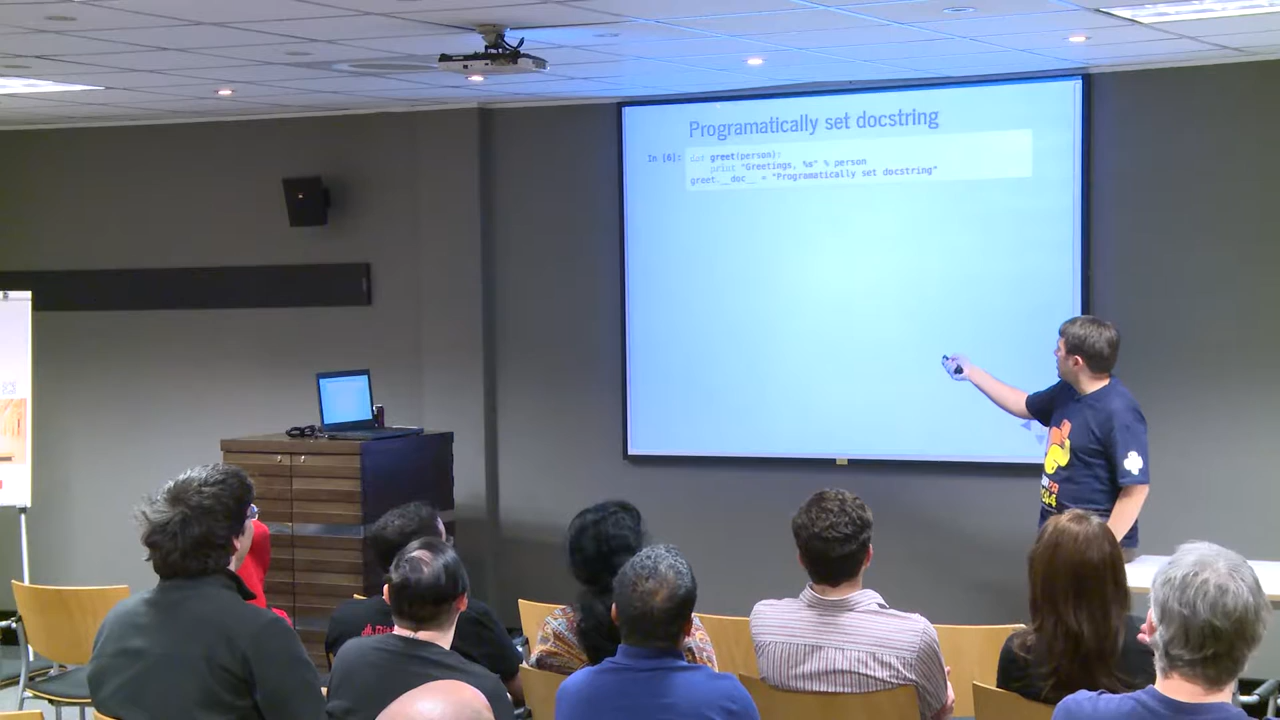 Programatically set docstring
In [6]: def greet(person):
print "Greetings, %s" % person
greet.__doc__ = "Programatically set docstring"